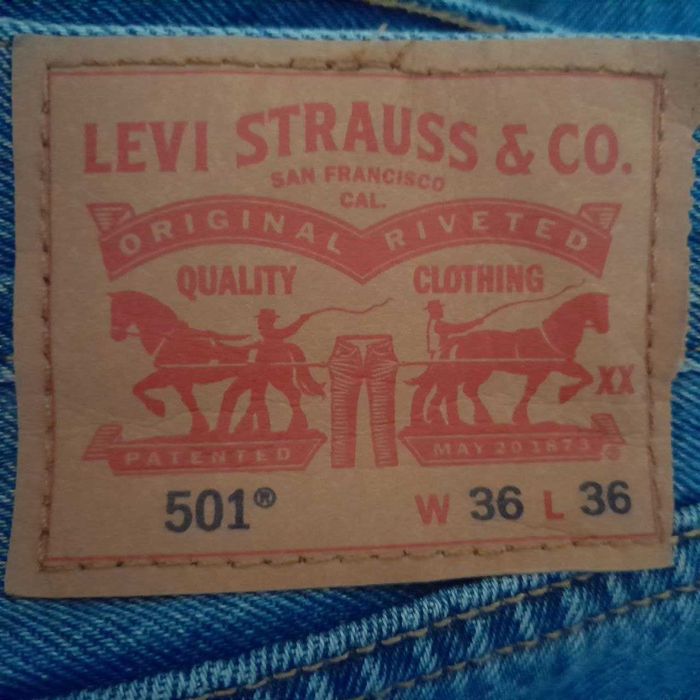 LEVI STRAUSS & CO.
SAN FRANCISCO
CAL.
ORIGINAL RIVETED
QUALITY CLOTHING
XX
PATENTED MAY 20 1873
501® W 36 L 36